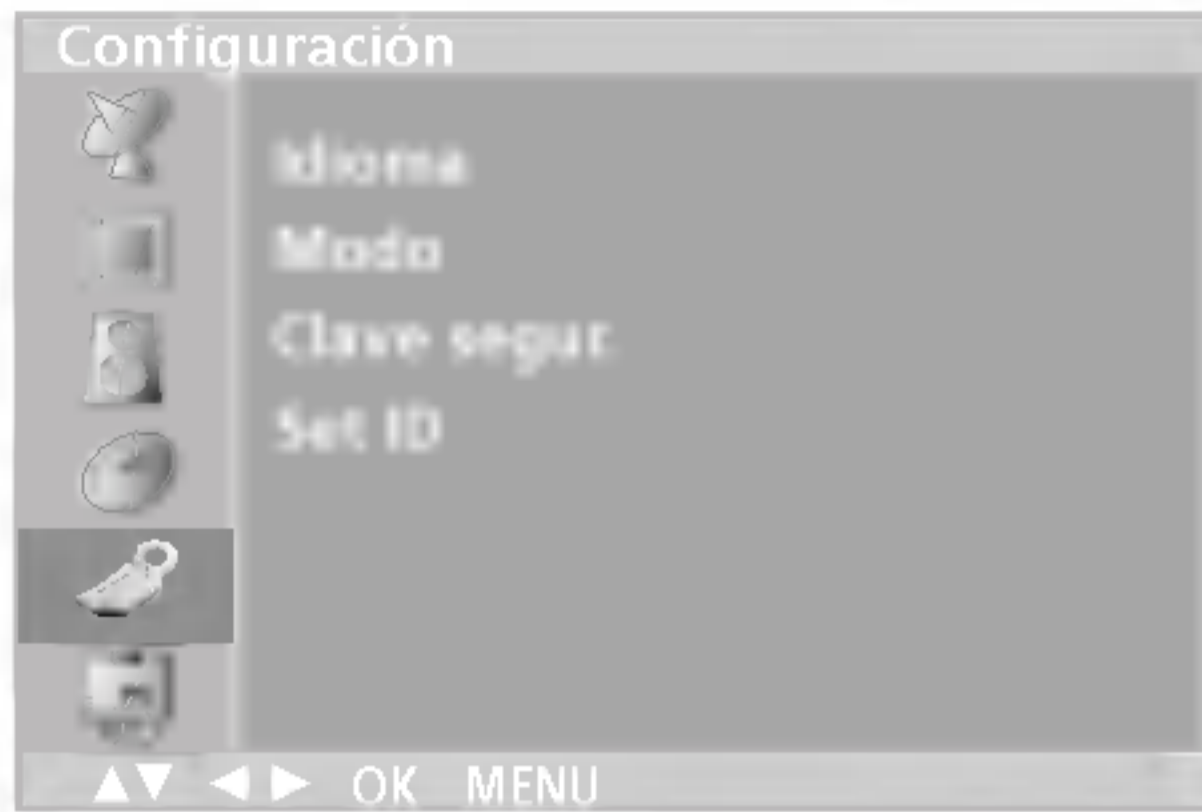 Configuración
Idioma
Modo
Clave segur.
Set ID
▲▼ ◀ ▶ OK MENU